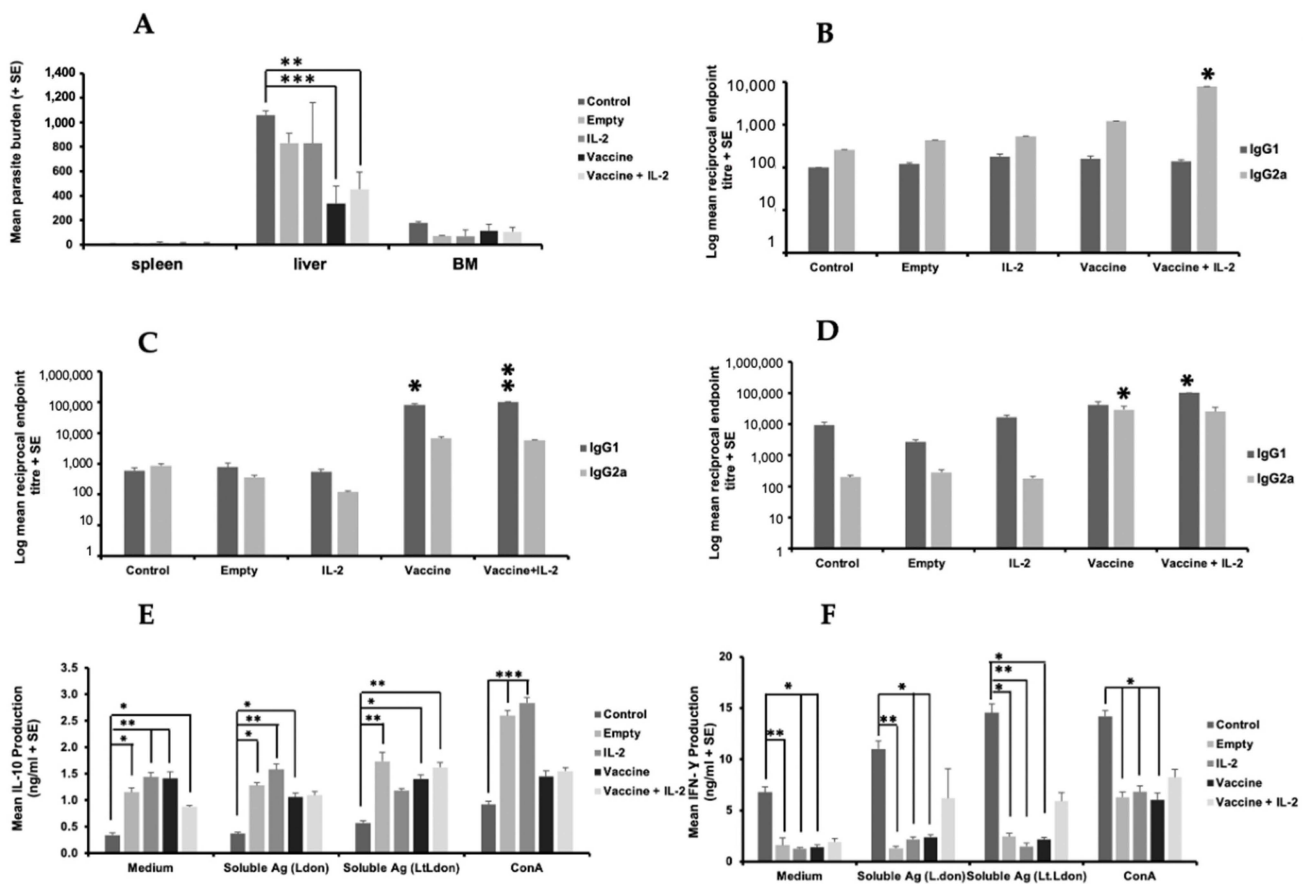 A
Mean parasite burden (+ SE)
1,400
1,200
1,000
800
600
400
200
0
**
***
spleen
liver
BM
Control
Empty
IL-2
Vaccine
Vaccine + IL-2
B
Log mean reciprocal endpoint
titre + SE
10,000
1,000
100
10
1
*
Control
Empty
IL-2
Vaccine
Vaccine + IL-2
IgG1
IgG2a
C
Log mean reciprocal endpoint
titre + SE
1,000,000
100,000
10,000
1,000
100
10
1
*
*
*
Control
Empty
IL-2
Vaccine
Vaccine+IL-2
IgG1
IgG2a
D
Log mean reciprocal endpoint
titre + SE
1,000,000
100,000
10,000
1,000
100
10
1
*
*
Control
Empty
IL-2
Vaccine
Vaccine + IL-2
IgG1
IgG2a
E
Mean IL-10 Production
(ng/ml + SE)
3.5
3.0
2.5
2.0
1.5
1.0
0.5
0.0
*
**
*
*
**
*
**
*
**
***
Medium
Soluble Ag (Ldon)
Soluble Ag (LtLdon)
ConA
Control
Empty
IL-2
Vaccine
Vaccine + IL-2
F
Mean IFN- γ Production
(ng/ml + SE)
20
15
10
5
0
*
**
*
**
*
**
*
*
Medium
Soluble Ag (L.don)
Soluble Ag (Lt.Ldon)
ConA
Control
Empty
IL-2
Vaccine
Vaccine + IL-2